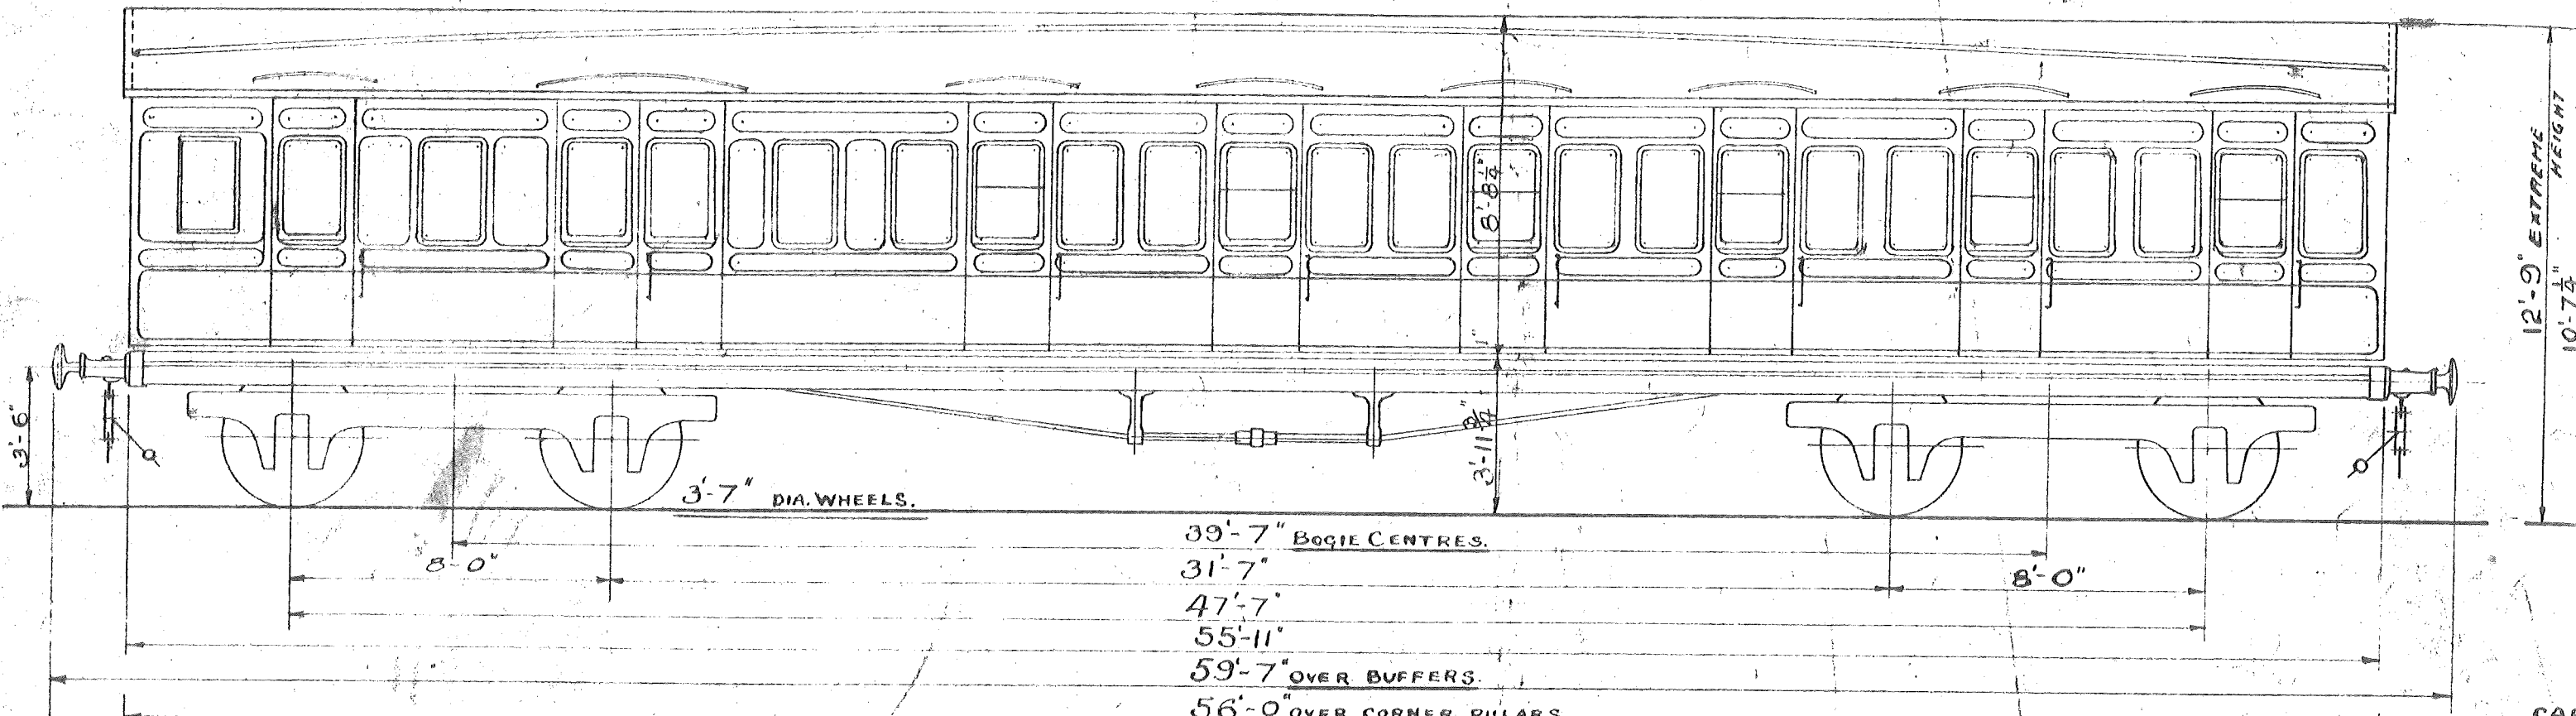 8'-8¼"
12'-9" EXTREME
HEIGHT
10'-7¼"
1"
3'-6"
3'-11¾"
3'-7" DIA. WHEELS.
39'-7" BOGIE CENTRES.
8'-0"
31'-7"
8'-0"
47'-7"
55'-11"
59'-7" OVER BUFFERS.
56'-0" OVER CORNER PILLARS